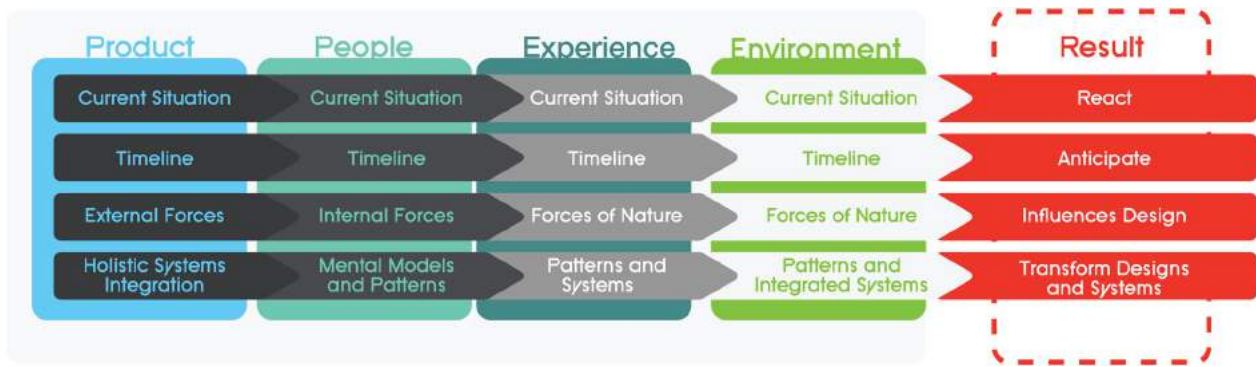 Product People Experience Environment Result
Current Situation Current Situation Current Situation Current Situation React
Timeline Timeline Timeline Timeline Anticipate
External Forces Internal Forces Forces of Nature Forces of Nature Influences Design
Holistic Systems Mental Models Patterns and Patterns and Transform Designs
Integration and Patterns Systems Integrated Systems and Systems